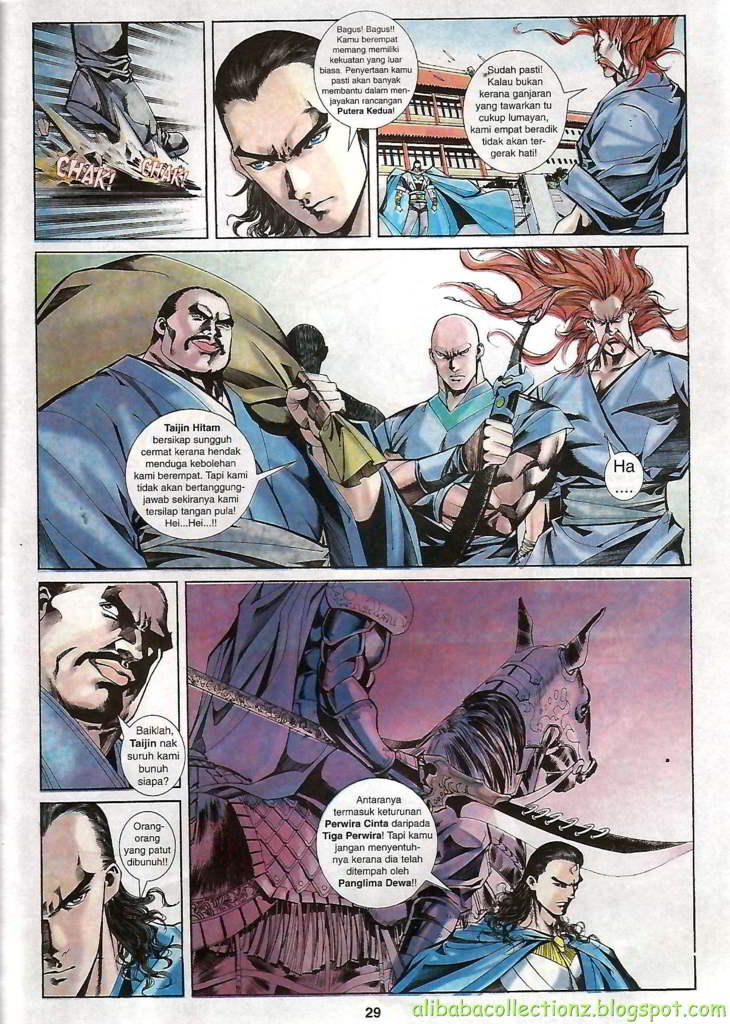 CHAK!
CHAK!
Bagus! Bagus!!
Kamu berempat
memang memiliki
kekuatan yang luar
biasa. Penyertaan kamu
pasti akan banyak
membantu dalam men-
jayakan rancangan
Putera Kedua!
Sudah pasti!
Kalau bukan
kerana ganjaran
yang tawarkan tu
cukup lumayan,
kami empat beradik
tidak akan ter-
gerak hati!
Taijin Hitam
bersikap sungguh
cermat kerana hendak
menduga kebolehan
kami berempat. Tapi kami
tidak akan bertanggung-
jawab sekiranya kami
tersilap tangan pula!
Hei...Hei...!!
Ha
....
Baiklah,
Taijin nak
suruh kami
bunuh
siapa?
Orang-
orang
yang patut
dibunuh!!
Antaranya
termasuk keturunan
Perwira Cinta daripada
Tiga Perwira! Tapi kamu
jangan menyentuh-
nya kerana dia telah
ditempah oleh
Panglima Dewa!!
29
alibabacollectionz.blogspot.com